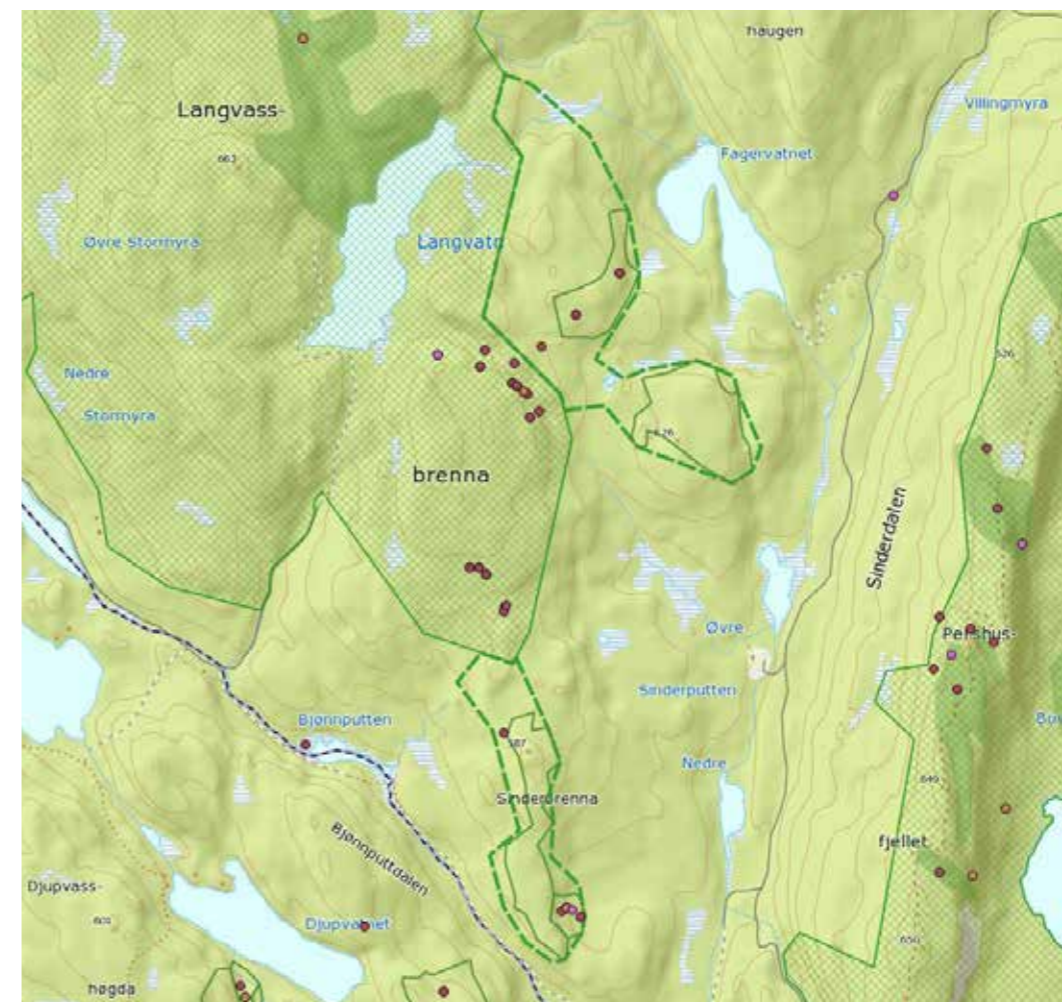 haugen
Langvass-
Villingmyra
Fagervatnet
663
Øvre Stormyra
Langvatn
526
Nedre
Stormyra
626
brenna
Sinderdalen
Øvre
Pershus-
Sinderputten
Bjønnputten
587
Nedre
649
Sinderbrenna
fjellet
Bjønnputtdalen
Djupvass-
Djupvatnet
650
høgda